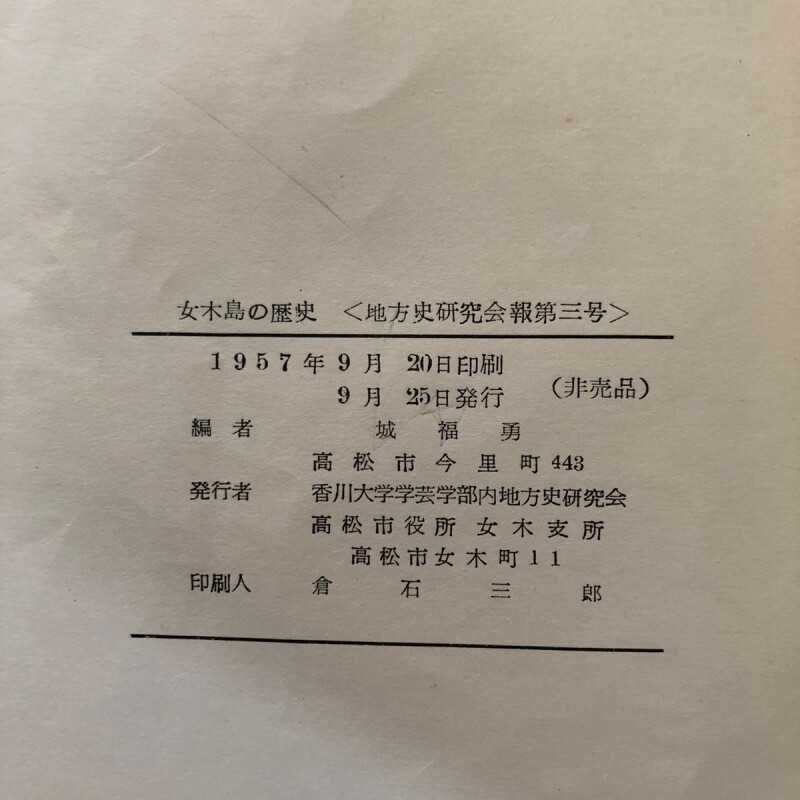 女木島の歴史 <地方史研究会報第三号>
1957年9月 20日印刷
9月 25日発行 (非売品)
編者 城福勇
高松市今里町443
発行者 香川大学学芸学部内地方史研究会
高松市役所 女木支所
高松市女木町11
印刷人 倉石三郎